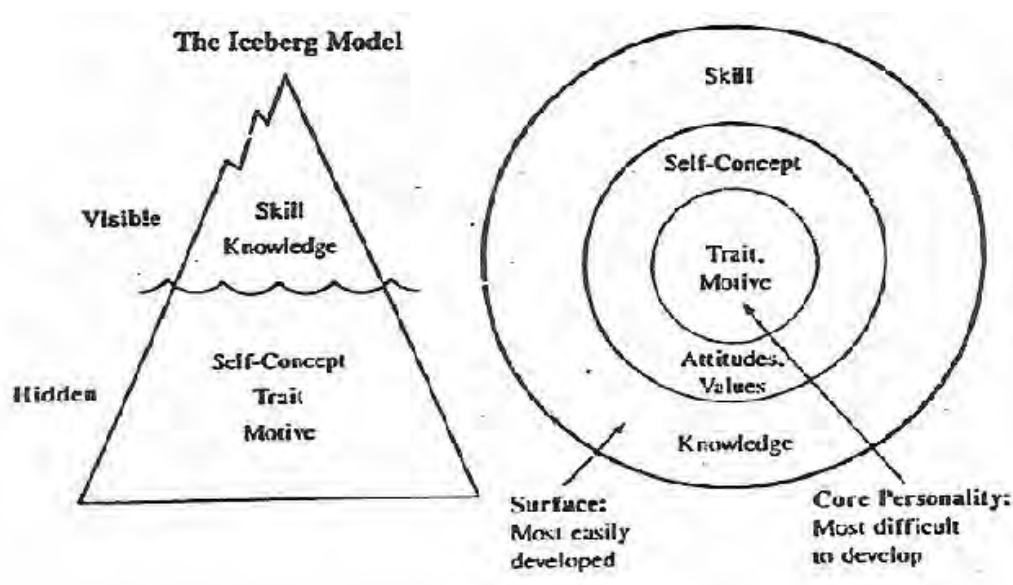 The Iceberg Model
Visible
Skill
Knowledge
Hidden
Self-Concept
Trait
Motive
Skill
Self-Concept
Trait,
Motive
Attitudes,
Values
Knowledge
Surface:
Most easily
developed
Core Personality:
Most difficult
to develop